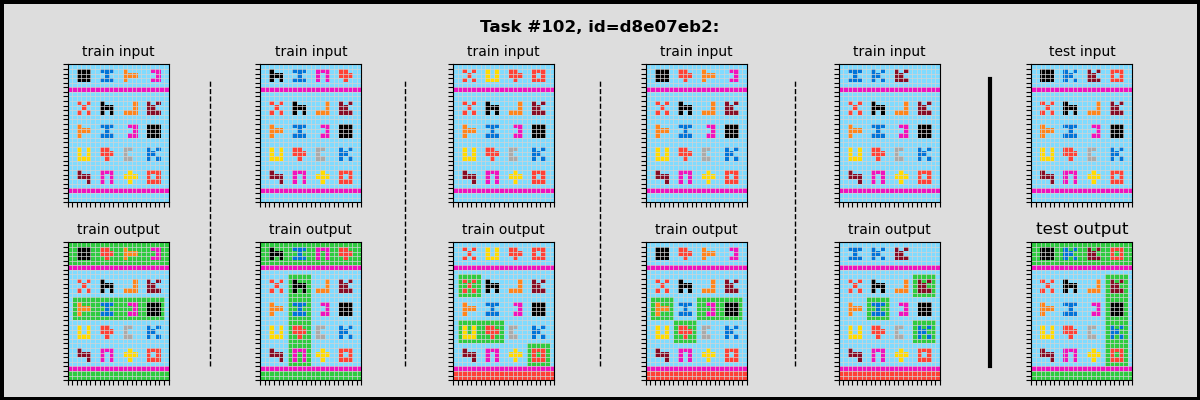 Task #102, id=d8e07eb2:
train input train input train input train input train input test input
train output train output train output train output train output test output